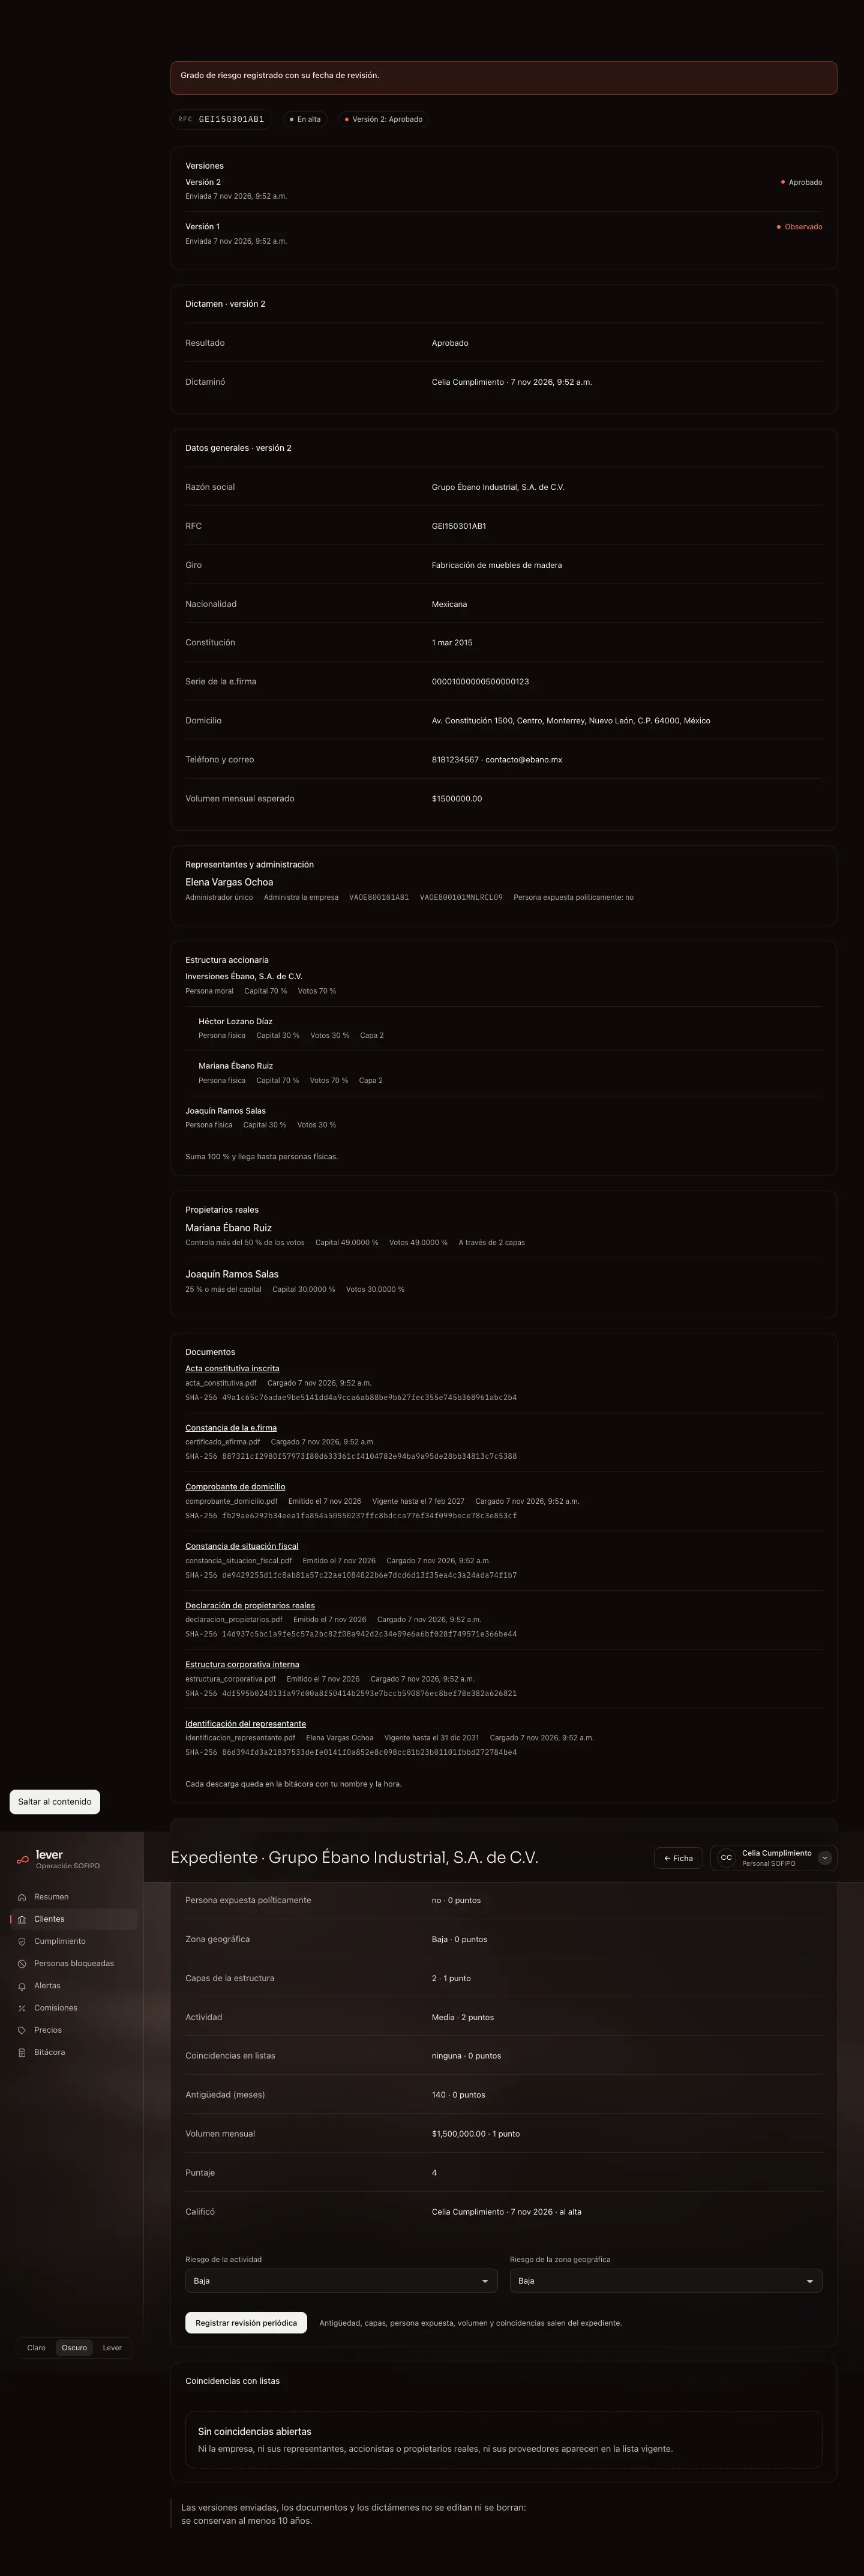 Grado de riesgo registrado con su fecha de revisión.
RFC GEI150301AB1
En alta
Versión 2: Aprobado
Versiones
Versión 2
Aprobado
Enviada 7 nov 2026, 9:52 a.m.
Versión 1
Observado
Enviada 7 nov 2026, 9:52 a.m.
Dictamen · versión 2
Resultado
Aprobado
Dictaminó
Celia Cumplimiento · 7 nov 2026, 9:52 a.m.
Datos generales · versión 2
Razón social
Grupo Ébano Industrial, S.A. de C.V.
RFC
GEI150301AB1
Giro
Fabricación de muebles de madera
Nacionalidad
Mexicana
Constitución
1 mar 2015
Serie de la e.firma
00001000000500000123
Domicilio
Av. Constitución 1500, Centro, Monterrey, Nuevo León, C.P. 64000, México
Teléfono y correo
8181234567 · contacto@ebano.mx
Volumen mensual esperado
$1500000.00
Representantes y administración
Elena Vargas Ochoa
Administrador único Administra la empresa VAOE800101AB1 VAOE800101MNLRCL09 Persona expuesta políticamente: no
Estructura accionaria
Inversiones Ébano, S.A. de C.V.
Persona moral Capital 70 % Votos 70 %
Héctor Lozano Díaz
Persona física Capital 30 % Votos 30 % Capa 2
Mariana Ébano Ruiz
Persona física Capital 70 % Votos 70 % Capa 2
Joaquín Ramos Salas
Persona física Capital 30 % Votos 30 %
Suma 100 % y llega hasta personas físicas.
Propietarios reales
Mariana Ébano Ruiz
Controla más del 50 % de los votos Capital 49.0000 % Votos 49.0000 % A través de 2 capas
Joaquín Ramos Salas
25 % o más del capital Capital 30.0000 % Votos 30.0000 %
Documentos
Acta constitutiva inscrita
acta_constitutiva.pdf Cargado 7 nov 2026, 9:52 a.m.
SHA-256 49a1c65c76adae9be5141dd4a9cca6ab88be9b627fec355e745b368961abc2b4
Constancia de la e.firma
certificado_efirma.pdf Cargado 7 nov 2026, 9:52 a.m.
SHA-256 887321cf2980f57973f80d633361cf4104782e94ba9a95de28bb34813c7c5388
Comprobante de domicilio
comprobante_domicilio.pdf Emitido el 7 nov 2026 Vigente hasta el 7 feb 2027 Cargado 7 nov 2026, 9:52 a.m.
SHA-256 fb29ae6292b34eea1fa854a50550237ffc8bdcca776f34f099bece78c3e853cf
Constancia de situación fiscal
constancia_situacion_fiscal.pdf Emitido el 7 nov 2026 Cargado 7 nov 2026, 9:52 a.m.
SHA-256 de9429255d1fc8ab81a57c22ae1084822b6e7dcd6d13f35ea4c3a24ada74f1b7
Declaración de propietarios reales
declaracion_propietarios.pdf Emitido el 7 nov 2026 Cargado 7 nov 2026, 9:52 a.m.
SHA-256 14d937c5bc1a9fe5c57a2bc82f08a942d2c34e09e6a6bf028f749571e366be44
Estructura corporativa interna
estructura_corporativa.pdf Emitido el 7 nov 2026 Cargado 7 nov 2026, 9:52 a.m.
SHA-256 4df595b024013fa97d00a8f50414b2593e7bccb590876ec8bef78e382a626821
Identificación del representante
identificacion_representante.pdf Elena Vargas Ochoa Vigente hasta el 31 dic 2031 Cargado 7 nov 2026, 9:52 a.m.
SHA-256 86d394fd3a21837533defe0141f0a852e8c098cc81b23b01101fbbd272784be4
Cada descarga queda en la bitácora con tu nombre y la hora.
Saltar al contenido
lever
Operación SOFIPO
Expediente · Grupo Ébano Industrial, S.A. de C.V.
← Ficha
CC
Celia Cumplimiento
Personal SOFIPO
Resumen
Clientes
Cumplimiento
Personas bloqueadas
Alertas
Comisiones
Precios
Bitácora
Persona expuesta políticamente
no · 0 puntos
Zona geográfica
Baja · 0 puntos
Capas de la estructura
2 · 1 punto
Actividad
Media · 2 puntos
Coincidencias en listas
ninguna · 0 puntos
Antigüedad (meses)
140 · 0 puntos
Volumen mensual
$1,500,000.00 · 1 punto
Puntaje
4
Calificó
Celia Cumplimiento · 7 nov 2026 · al alta
Riesgo de la actividad
Baja
Riesgo de la zona geográfica
Baja
Registrar revisión periódica
Antigüedad, capas, persona expuesta, volumen y coincidencias salen del expediente.
Claro
Oscuro
Lever
Coincidencias con listas
Sin coincidencias abiertas
Ni la empresa, ni sus representantes, accionistas o propietarios reales, ni sus proveedores aparecen en la lista vigente.
Las versiones enviadas, los documentos y los dictámenes no se editan ni se borran:
se conservan al menos 10 años.